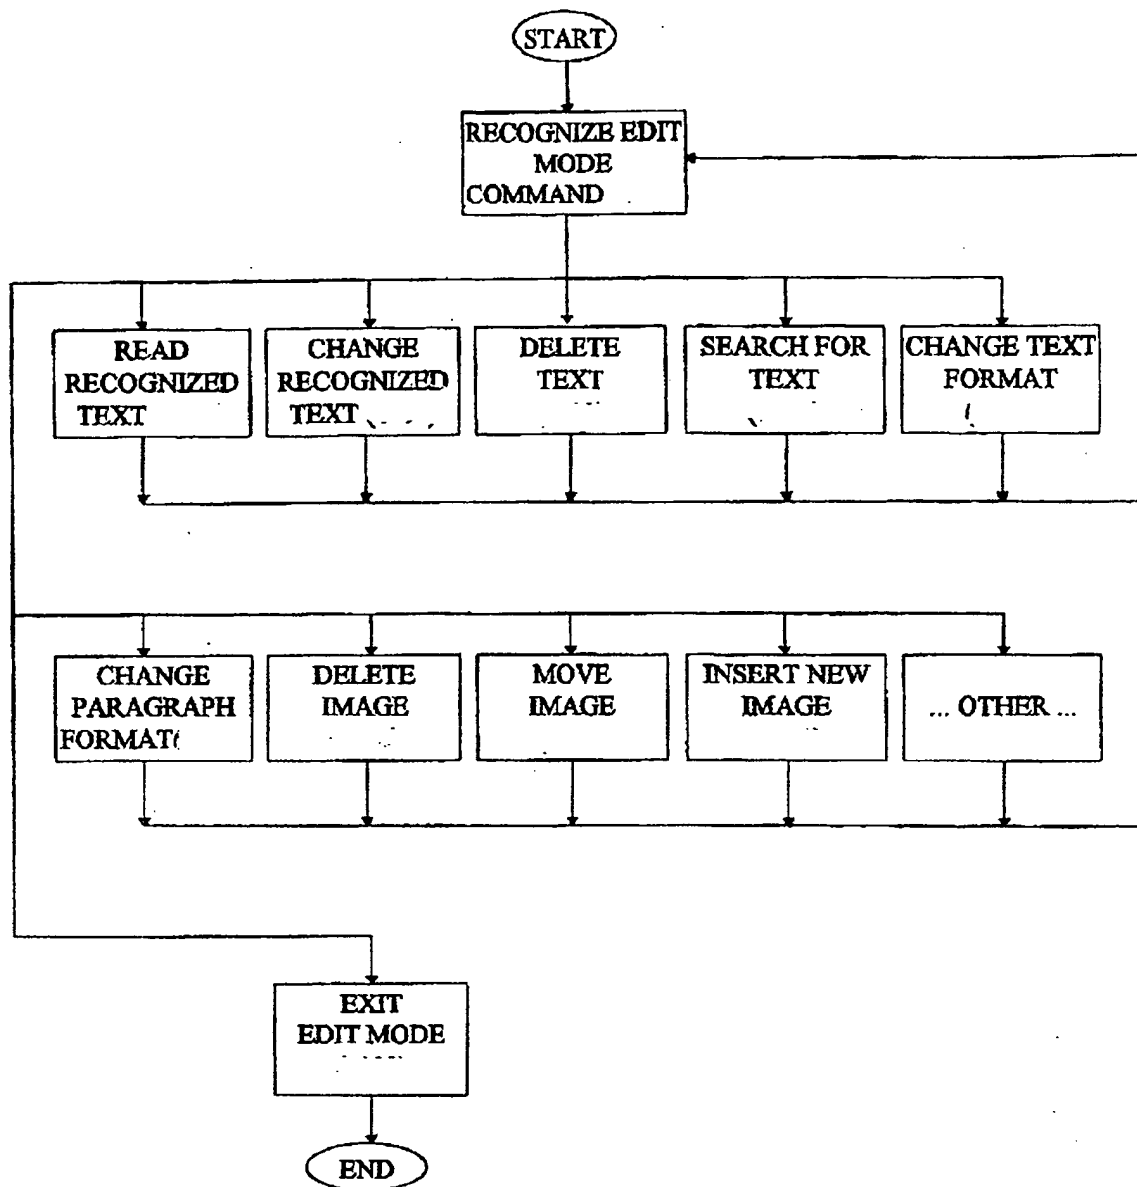 START
RECOGNIZE EDIT
MODE
COMMAND
READ
RECOGNIZED
TEXT
CHANGE
RECOGNIZED
TEXT
DELETE
TEXT
SEARCH FOR
TEXT
CHANGE TEXT
FORMAT
CHANGE
PARAGRAPH
FORMAT(
DELETE
IMAGE
MOVE
IMAGE
INSERT NEW
IMAGE
... OTHER ...
EXIT
EDIT MODE
END